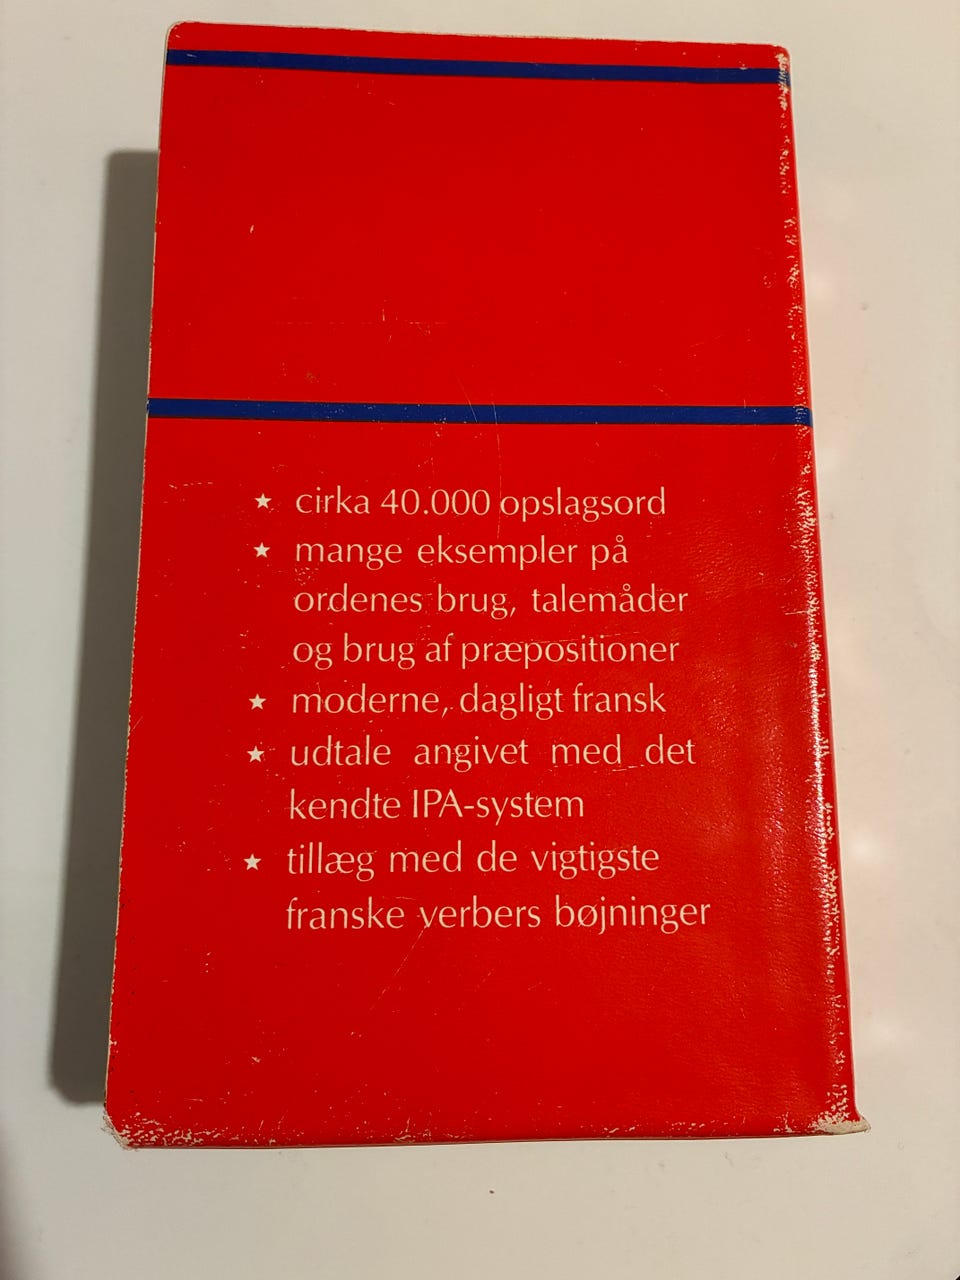 ★ cirka 40.000 opslagsord
★ mange eksempler på
ordenes brug, talemåder
og brug af præpositioner
★ moderne, dagligt fransk
★ udtale angivet med det
kendte IPA-system
★ tillæg med de vigtigste
franske verbers bøjninger